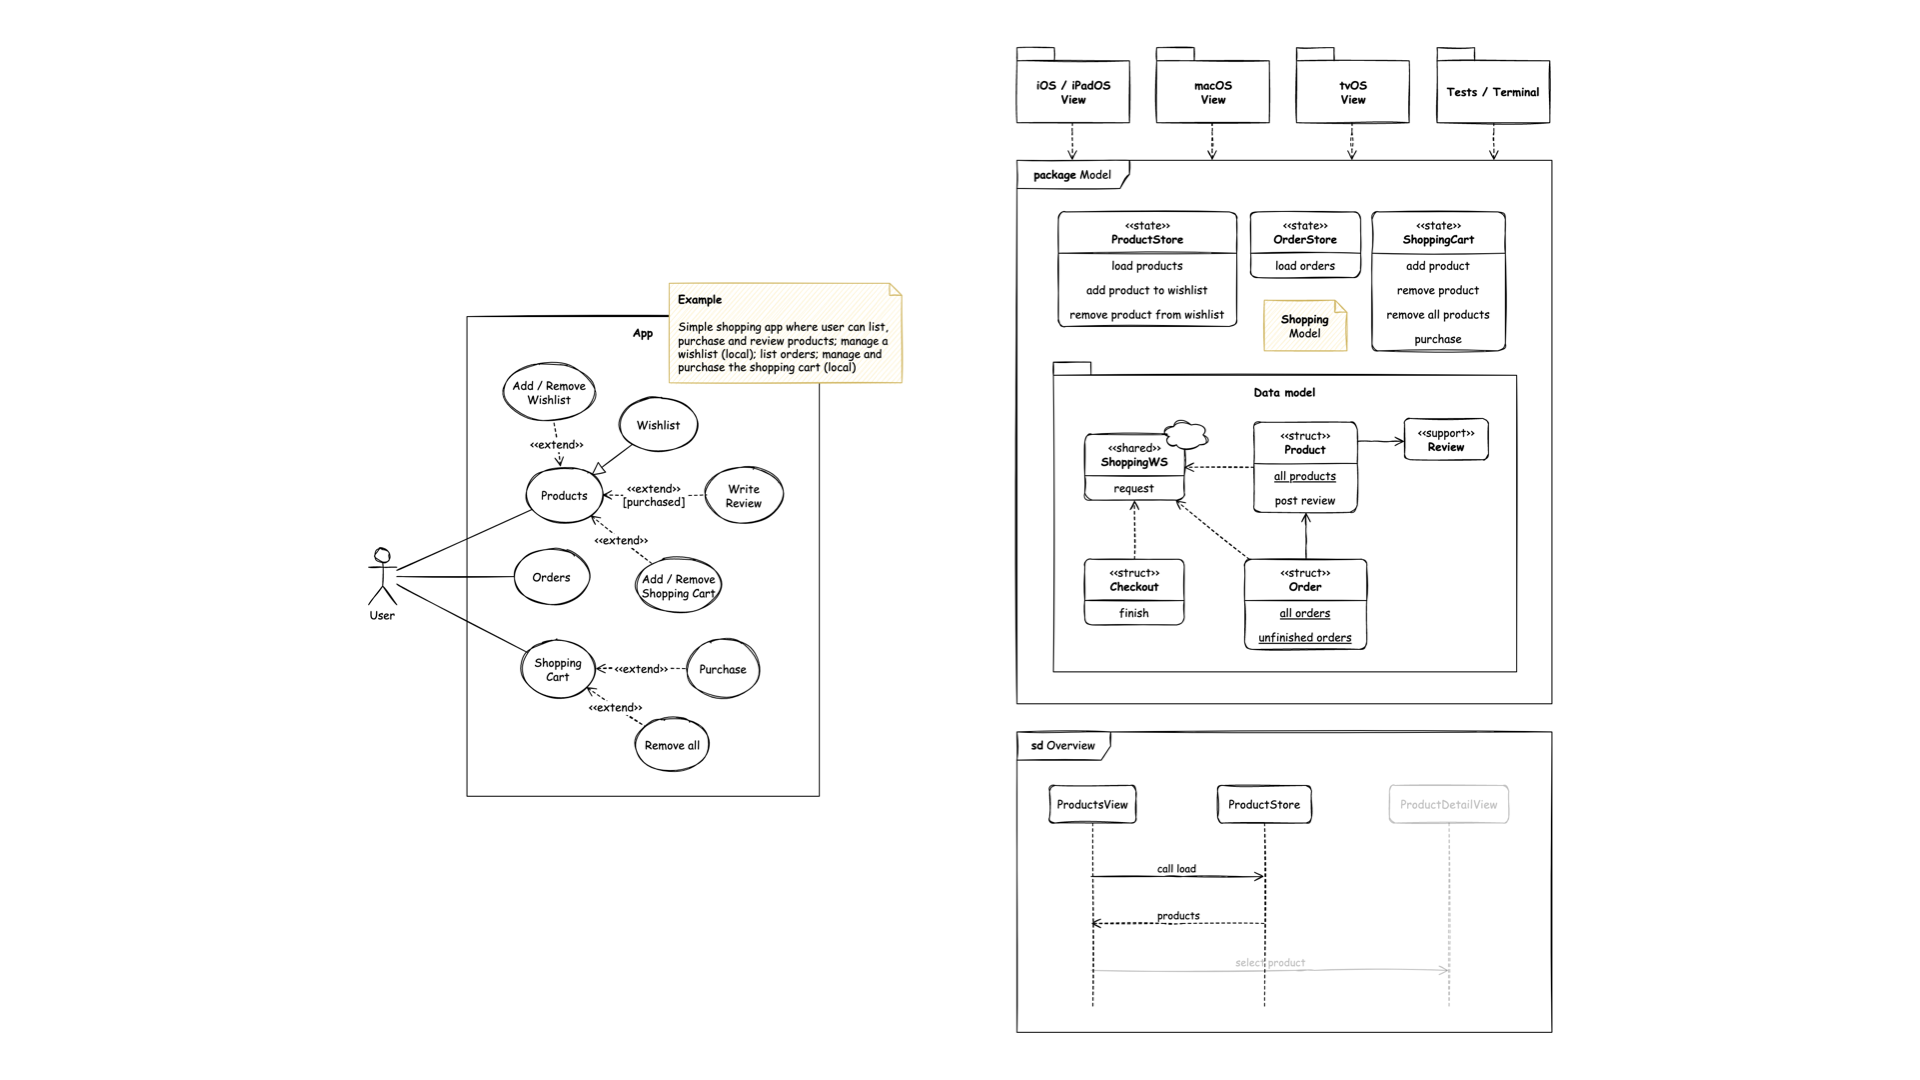 Example
Simple shopping app where user can list,
purchase and review products; manage a
wishlist (local); list orders; manage and
purchase the shopping cart (local)
App
Add / Remove
Wishlist
Wishlist
<<extend>>
Products
<<extend>>
[purchased]
Write
Review
<<extend>>
Orders
Add / Remove
Shopping Cart
User
Shopping
Cart
<<extend>>
Purchase
<<extend>>
Remove all
iOS / iPadOS
View
macOS
View
tvOS
View
Tests / Terminal
package Model
<<state>>
ProductStore
load products
add product to wishlist
remove product from wishlist
<<state>>
OrderStore
load orders
<<state>>
ShoppingCart
add product
remove product
remove all products
purchase
Shopping
Model
Data model
<<shared>>
ShoppingWS
request
<<struct>>
Product
all products
post review
<<support>>
Review
<<struct>>
Checkout
finish
<<struct>>
Order
all orders
unfinished orders
sd Overview
ProductsView
ProductStore
ProductDetailView
call load
products
select product